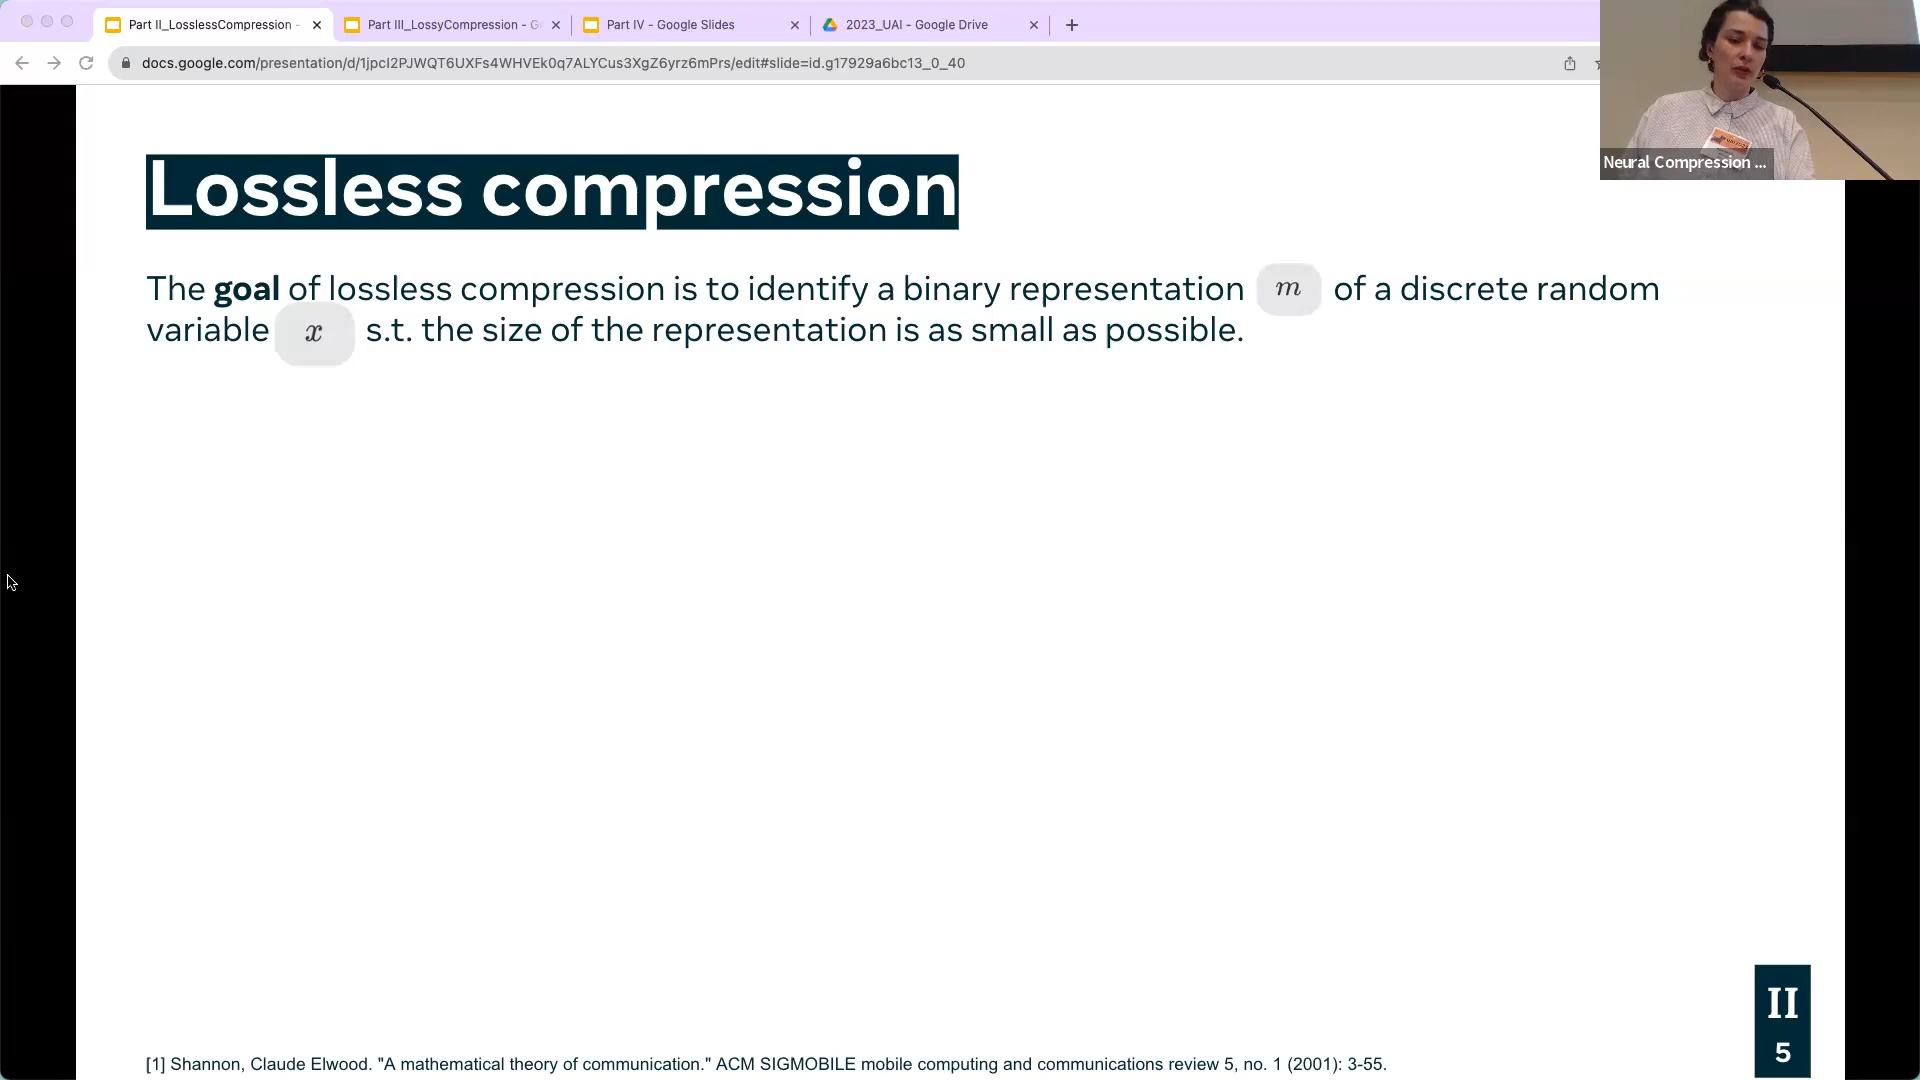 Part II_LosslessCompression -
Part III_LossyCompression - G
Part IV - Google Slides
2023_UAI - Google Drive
docs.google.com/presentation/d/1jpcI2PJWQT6UXFs4WHVEk0q7ALYCus3XgZ6yrz6mPrs/edit#slide=id.g17929a6bc13_0_40
Neural Compression ...
Lossless compression
The goal of lossless compression is to identify a binary representation m of a discrete random
variable x s.t. the size of the representation is as small as possible.
II
5
[1] Shannon, Claude Elwood. "A mathematical theory of communication." ACM SIGMOBILE mobile computing and communications review 5, no. 1 (2001): 3-55.